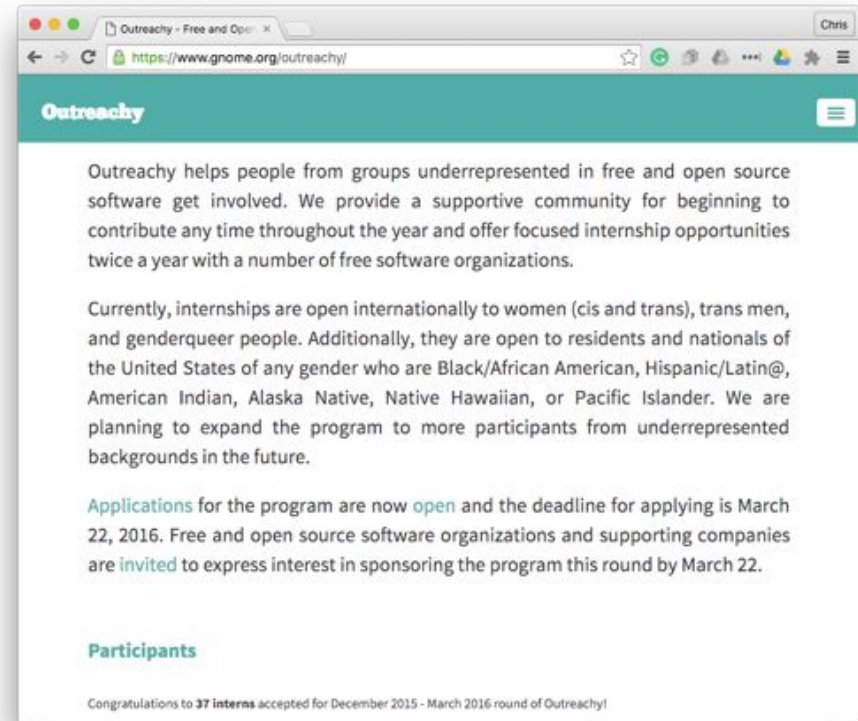 Outreachy - Free and Oper
Chris
https://www.gnome.org/outreachy/
Outreachy
Outreachy helps people from groups underrepresented in free and open source
software get involved. We provide a supportive community for beginning to
contribute any time throughout the year and offer focused internship opportunities
twice a year with a number of free software organizations.
Currently, internships are open internationally to women (cis and trans), trans men,
and genderqueer people. Additionally, they are open to residents and nationals of
the United States of any gender who are Black/African American, Hispanic/Latin@,
American Indian, Alaska Native, Native Hawaiian, or Pacific Islander. We are
planning to expand the program to more participants from underrepresented
backgrounds in the future.
Applications for the program are now open and the deadline for applying is March
22, 2016. Free and open source software organizations and supporting companies
are invited to express interest in sponsoring the program this round by March 22.
Participants
Congratulations to 37 interns accepted for December 2015 - March 2016 round of Outreachy!